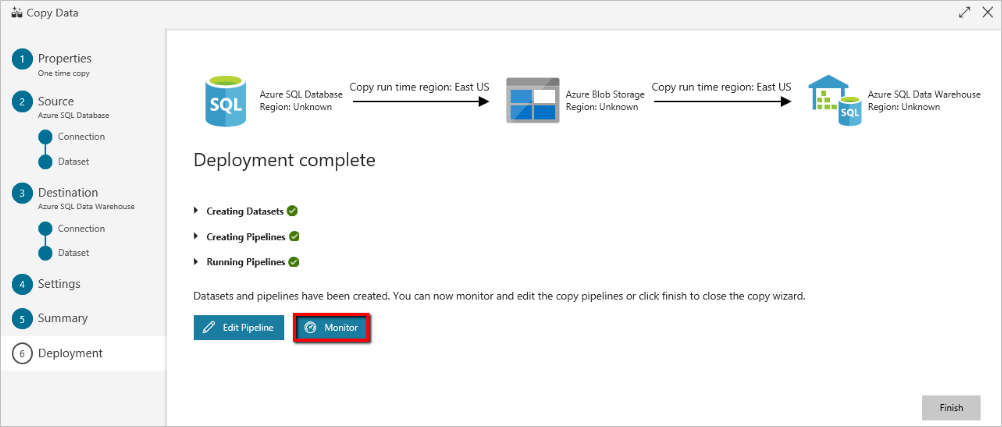 Copy Data
1
Properties
One time copy
2
Source
Azure SQL Database
Connection
Dataset
3
Destination
Azure SQL Data Warehouse
Connection
Dataset
4
Settings
5
Summary
6
Deployment
SQL
Azure SQL Database
Region: Unknown
Copy run time region: East US
Azure Blob Storage
Region: Unknown
Copy run time region: East US
SQL
Azure SQL Data Warehouse
Region: Unknown
Deployment complete
Creating Datasets
Creating Pipelines
Running Pipelines
Datasets and pipelines have been created. You can now monitor and edit the copy pipelines or click finish to close the copy wizard.
Edit Pipeline
Monitor
Finish